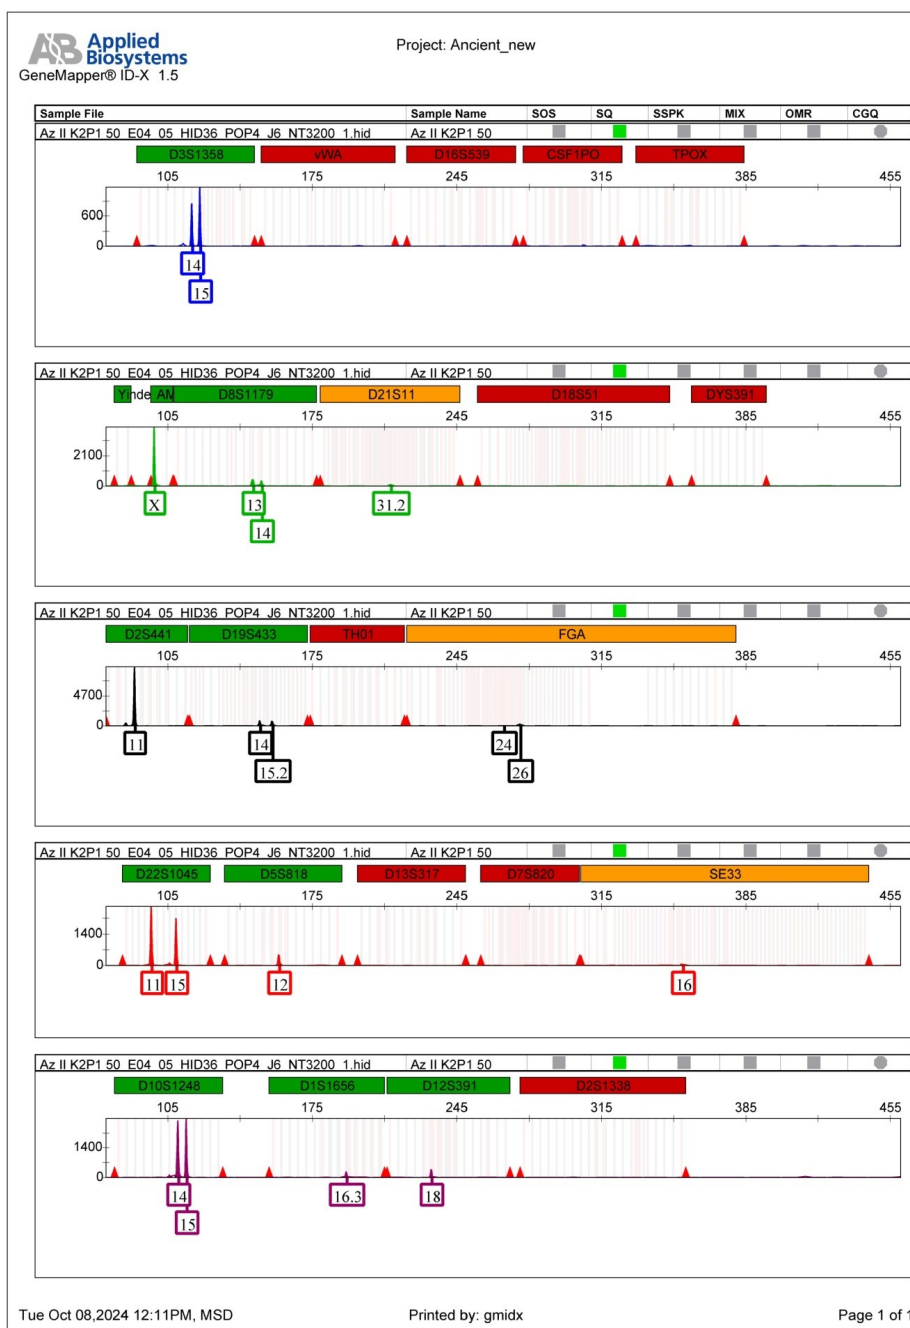 AB Applied
Biosystems
GeneMapper® ID-X 1.5
Project: Ancient_new
Sample File Sample Name SOS SQ SSPK MIX OMR CGQ
Az II K2P1 50 E04 05 HID36 POP4 J6 NT3200 1.hid Az II K2P1 50
D3S1358 vWA D16S539 CSF1PO TPOX
105 175 245 315 385 455
600
0
14
15
Az II K2P1 50 E04 05 HID36 POP4 J6 NT3200 1.hid Az II K2P1 50
Yinde AM D8S1179 D21S11 D18S51 DYS391
105 175 245 315 385 455
2100
0
X 13 31.2
14
Az II K2P1 50 E04 05 HID36 POP4 J6 NT3200 1.hid Az II K2P1 50
D2S441 D19S433 TH01 FGA
105 175 245 315 385 455
4700
0
11 14 24
15.2 26
Az II K2P1 50 E04 05 HID36 POP4 J6 NT3200 1.hid Az II K2P1 50
D22S1045 D5S818 D13S317 D7S820 SE33
105 175 245 315 385 455
1400
0
11 15 12 16
Az II K2P1 50 E04 05 HID36 POP4 J6 NT3200 1.hid Az II K2P1 50
D10S1248 D1S1656 D12S391 D2S1338
105 175 245 315 385 455
1400
0
14 16.3 18
15
Tue Oct 08,2024 12:11PM, MSD Printed by: gmidx Page 1 of 1